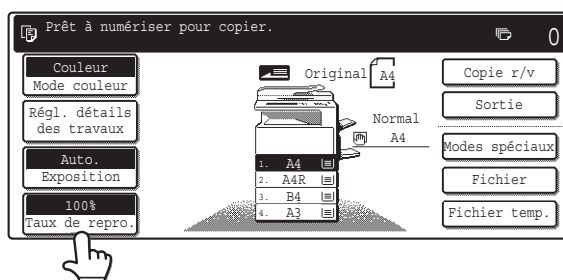 Prêt à numériser pour copier.
0
Couleur
Mode couleur
Régl. détails
des travaux
Auto.
Exposition
100%
Taux de repro.
Original
A4
Normal
A4
1. A4
2. A4R
3. B4
4. A3
Copie r/v
Sortie
Modes spéciaux
Fichier
Fichier temp.